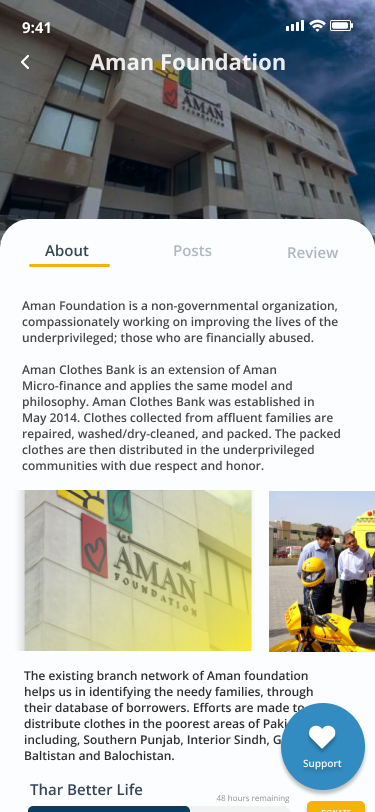 9:41
Aman Foundation
AMAN
FOUNDATION
About
Posts
Review
Aman Foundation is a non-governmental organization,
compassionately working on improving the lives of the
underprivileged; those who are financially abused.
Aman Clothes Bank is an extension of Aman
Micro-finance and applies the same model and
philosophy. Aman Clothes Bank was established in
May 2014. Clothes collected from affluent families are
repaired, washed/dry-cleaned, and packed. The packed
clothes are then distributed in the underprivileged
communities with due respect and honor.
AMAN
FOUNDATION
The existing branch network of Aman foundation
helps us in identifying the needy families, through
their database of borrowers. Efforts are made to
distribute clothes in the poorest areas of
including, Southern Punjab, Interior Sindh,
Baltistan and Balochistan.
Support
Thar Better Life
48 hours remaining
DONATE